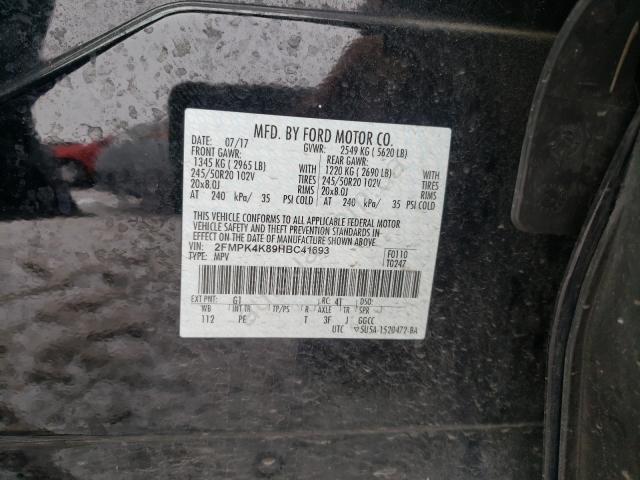 MFD. BY FORD MOTOR CO.
DATE: 07/17 GVWR: 2549 KG ( 5620 LB)
FRONT GAWR: REAR GAWR:
1345 KG ( 2965 LB) WITH 1220 KG ( 2690 LB) WITH
245/50R20 102V TIRES 245/50R20 102V TIRES
20x8.0J RIMS 20x8.0J RIMS
AT 240 kPa/ 35 PSI COLD AT 240 kPa/ 35 PSI COLD
THIS VEHICLE CONFORMS TO ALL APPLICABLE FEDERAL MOTOR
VEHICLE SAFETY AND THEFT PREVENTION STANDARDS IN
EFFECT ON THE DATE OF MANUFACTURE SHOWN ABOVE.
VIN: 2FMPK4K89HBC41693 F0110
TYPE: MPV T0247
EXT PNT: G1 RC: 41 DSO:
WB INT TR TP/PS R AXLE TR SPR
112 PE T 3F J GGCC
UTC